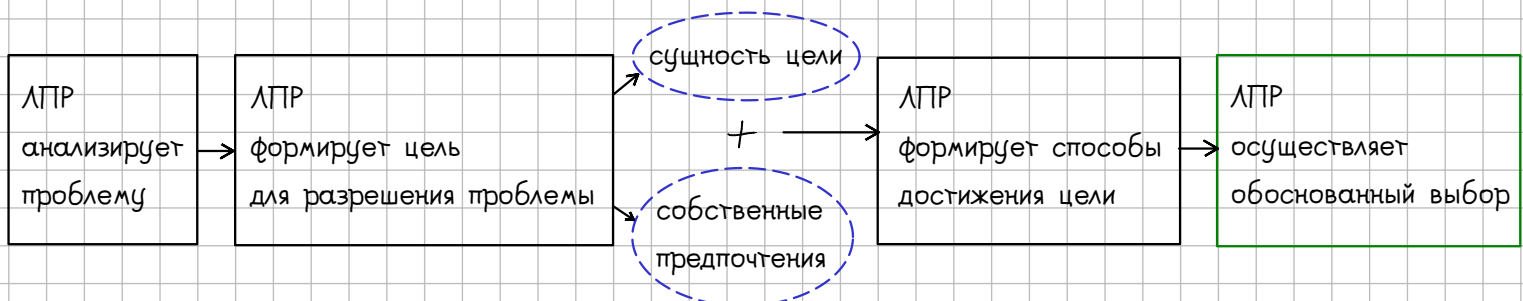 ЛПР
анализирует
проблему
ЛПР
формирует цель
для разрешения проблемы
сущность цели
+
собственные
предпочтения
ЛПР
формирует способы
достижения цели
ЛПР
осуществляет
обоснованный выбор